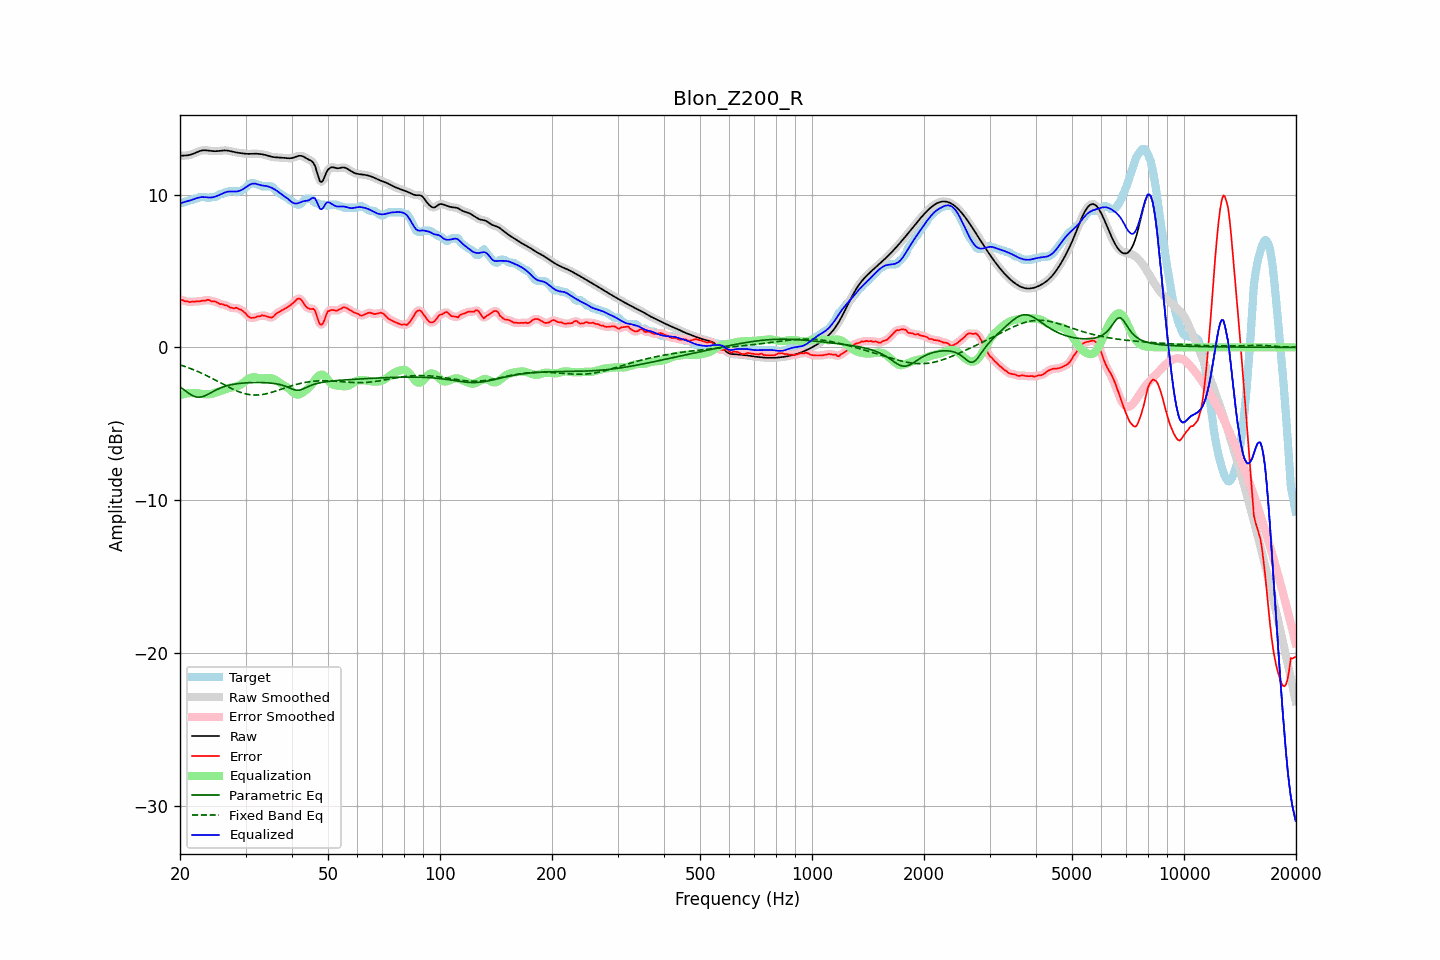 Blon_Z200_R
Amplitude (dBr)
10
0
−10
−20
−30
Target
Raw Smoothed
Error Smoothed
Raw
Error
Equalization
Parametric Eq
Fixed Band Eq
Equalized
20 50 100 200 500 1000 2000 5000 10000 20000
Frequency (Hz)